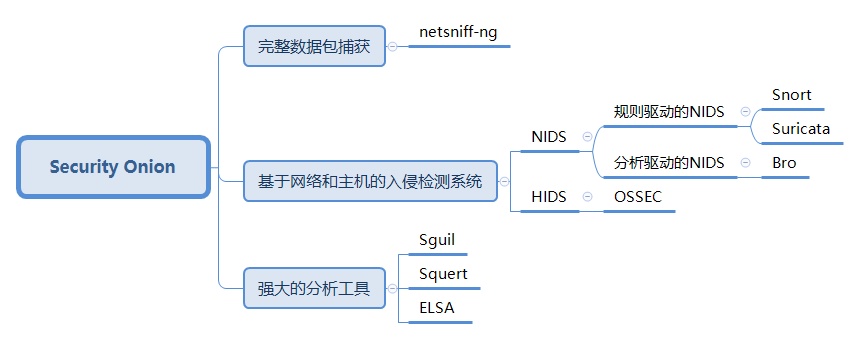 Security Onion
完整数据包捕获
netsniff-ng
基于网络和主机的入侵检测系统
NIDS
规则驱动的NIDS
Snort
Suricata
分析驱动的NIDS
Bro
HIDS
OSSEC
强大的分析工具
Sguil
Squert
ELSA